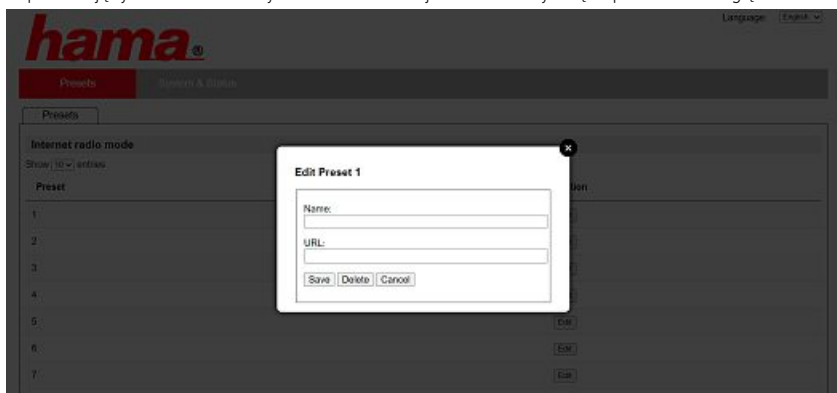 Language: English
hama®
Presets System & Status
Presets
Internet radio mode
Show 10 entries
Preset
Edit Preset 1
Name:
URL:
Save Delete Cancel
1
2
3
4
5 Edit
6 Edit
7 Edit